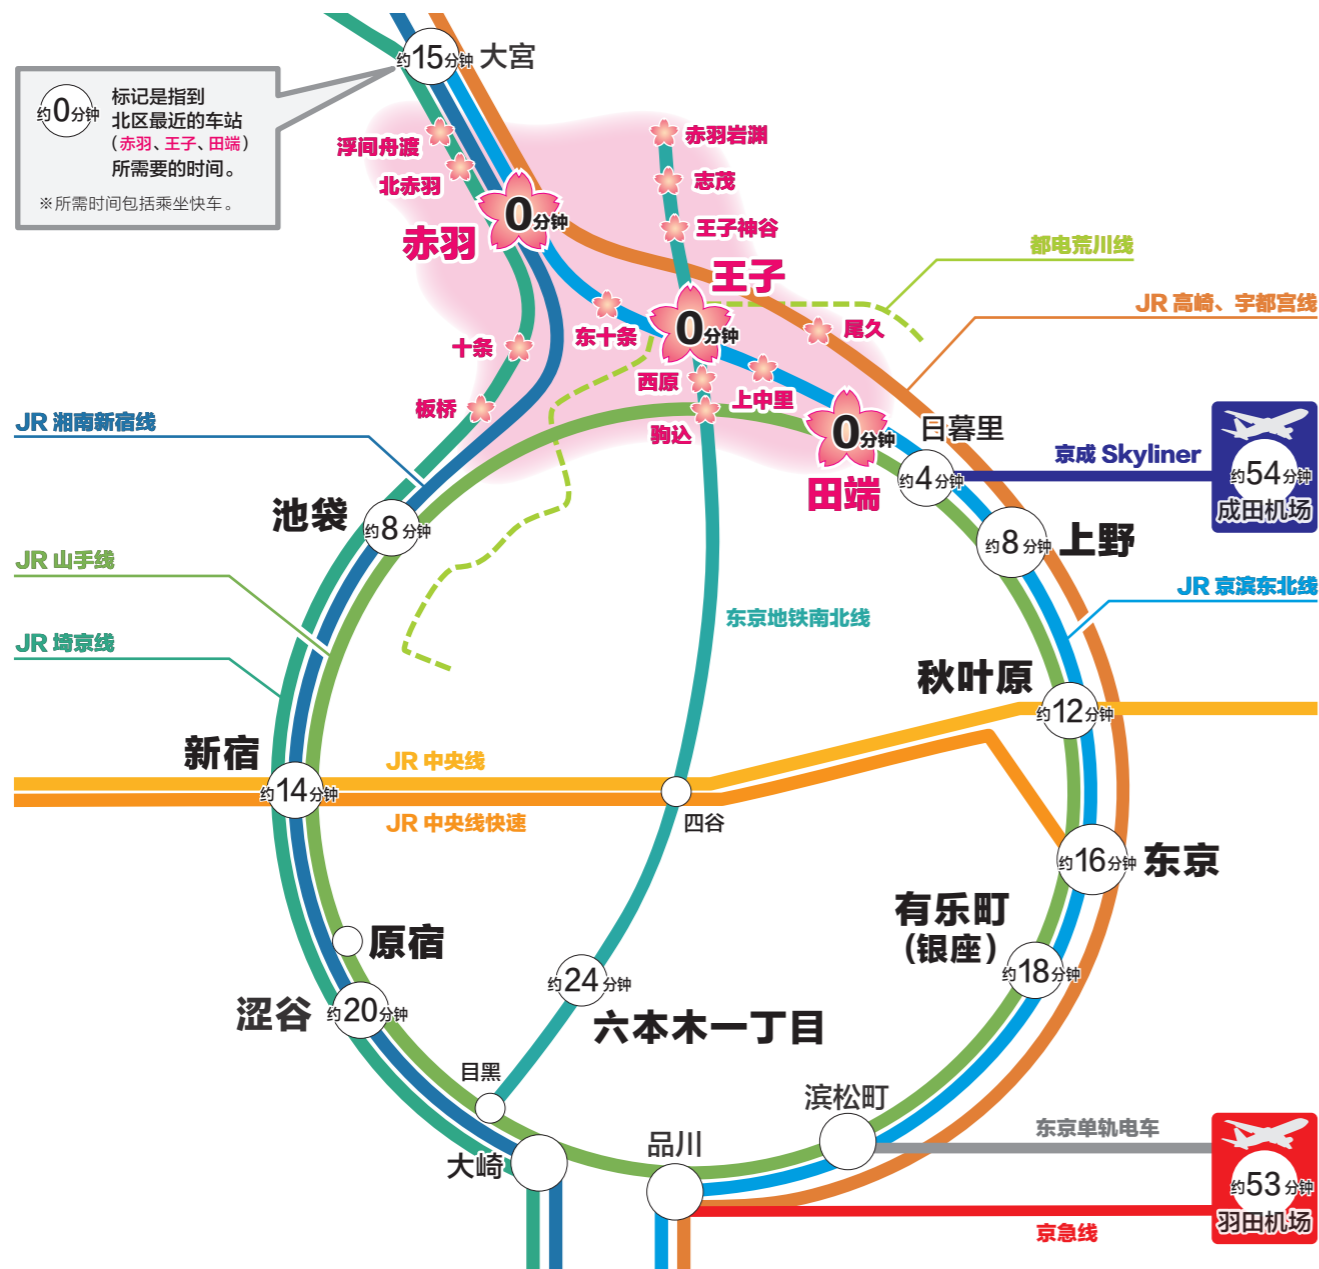 约15分钟 大宮
约0分钟
标记是指到
北区最近的车站
（赤羽、王子、田端）
所需要的时间。
※所需时间包括乘坐快车。
浮间舟渡
北赤羽
赤羽
0分钟
赤羽岩渊
志茂
王子神谷
王子
0分钟
都电荒川线
JR 高崎、宇都宫线
尾久
东十条
十条
板桥
西原
上中里
驹込
0分钟
田端
日暮里
约4分钟
京成 Skyliner
约54分钟
成田机场
JR 湘南新宿线
池袋
约8分钟
约8分钟
上野
JR 山手线
JR 京滨东北线
JR 埼京线
东京地铁南北线
秋叶原
约12分钟
新宿
约14分钟
JR 中央线
JR 中央线快速
四谷
约16分钟
东京
有乐町
（银座）
约18分钟
原宿
涩谷
约20分钟
约24分钟
六本木一丁目
目黑
大崎
品川
滨松町
东京单轨电车
约53分钟
羽田机场
京急线